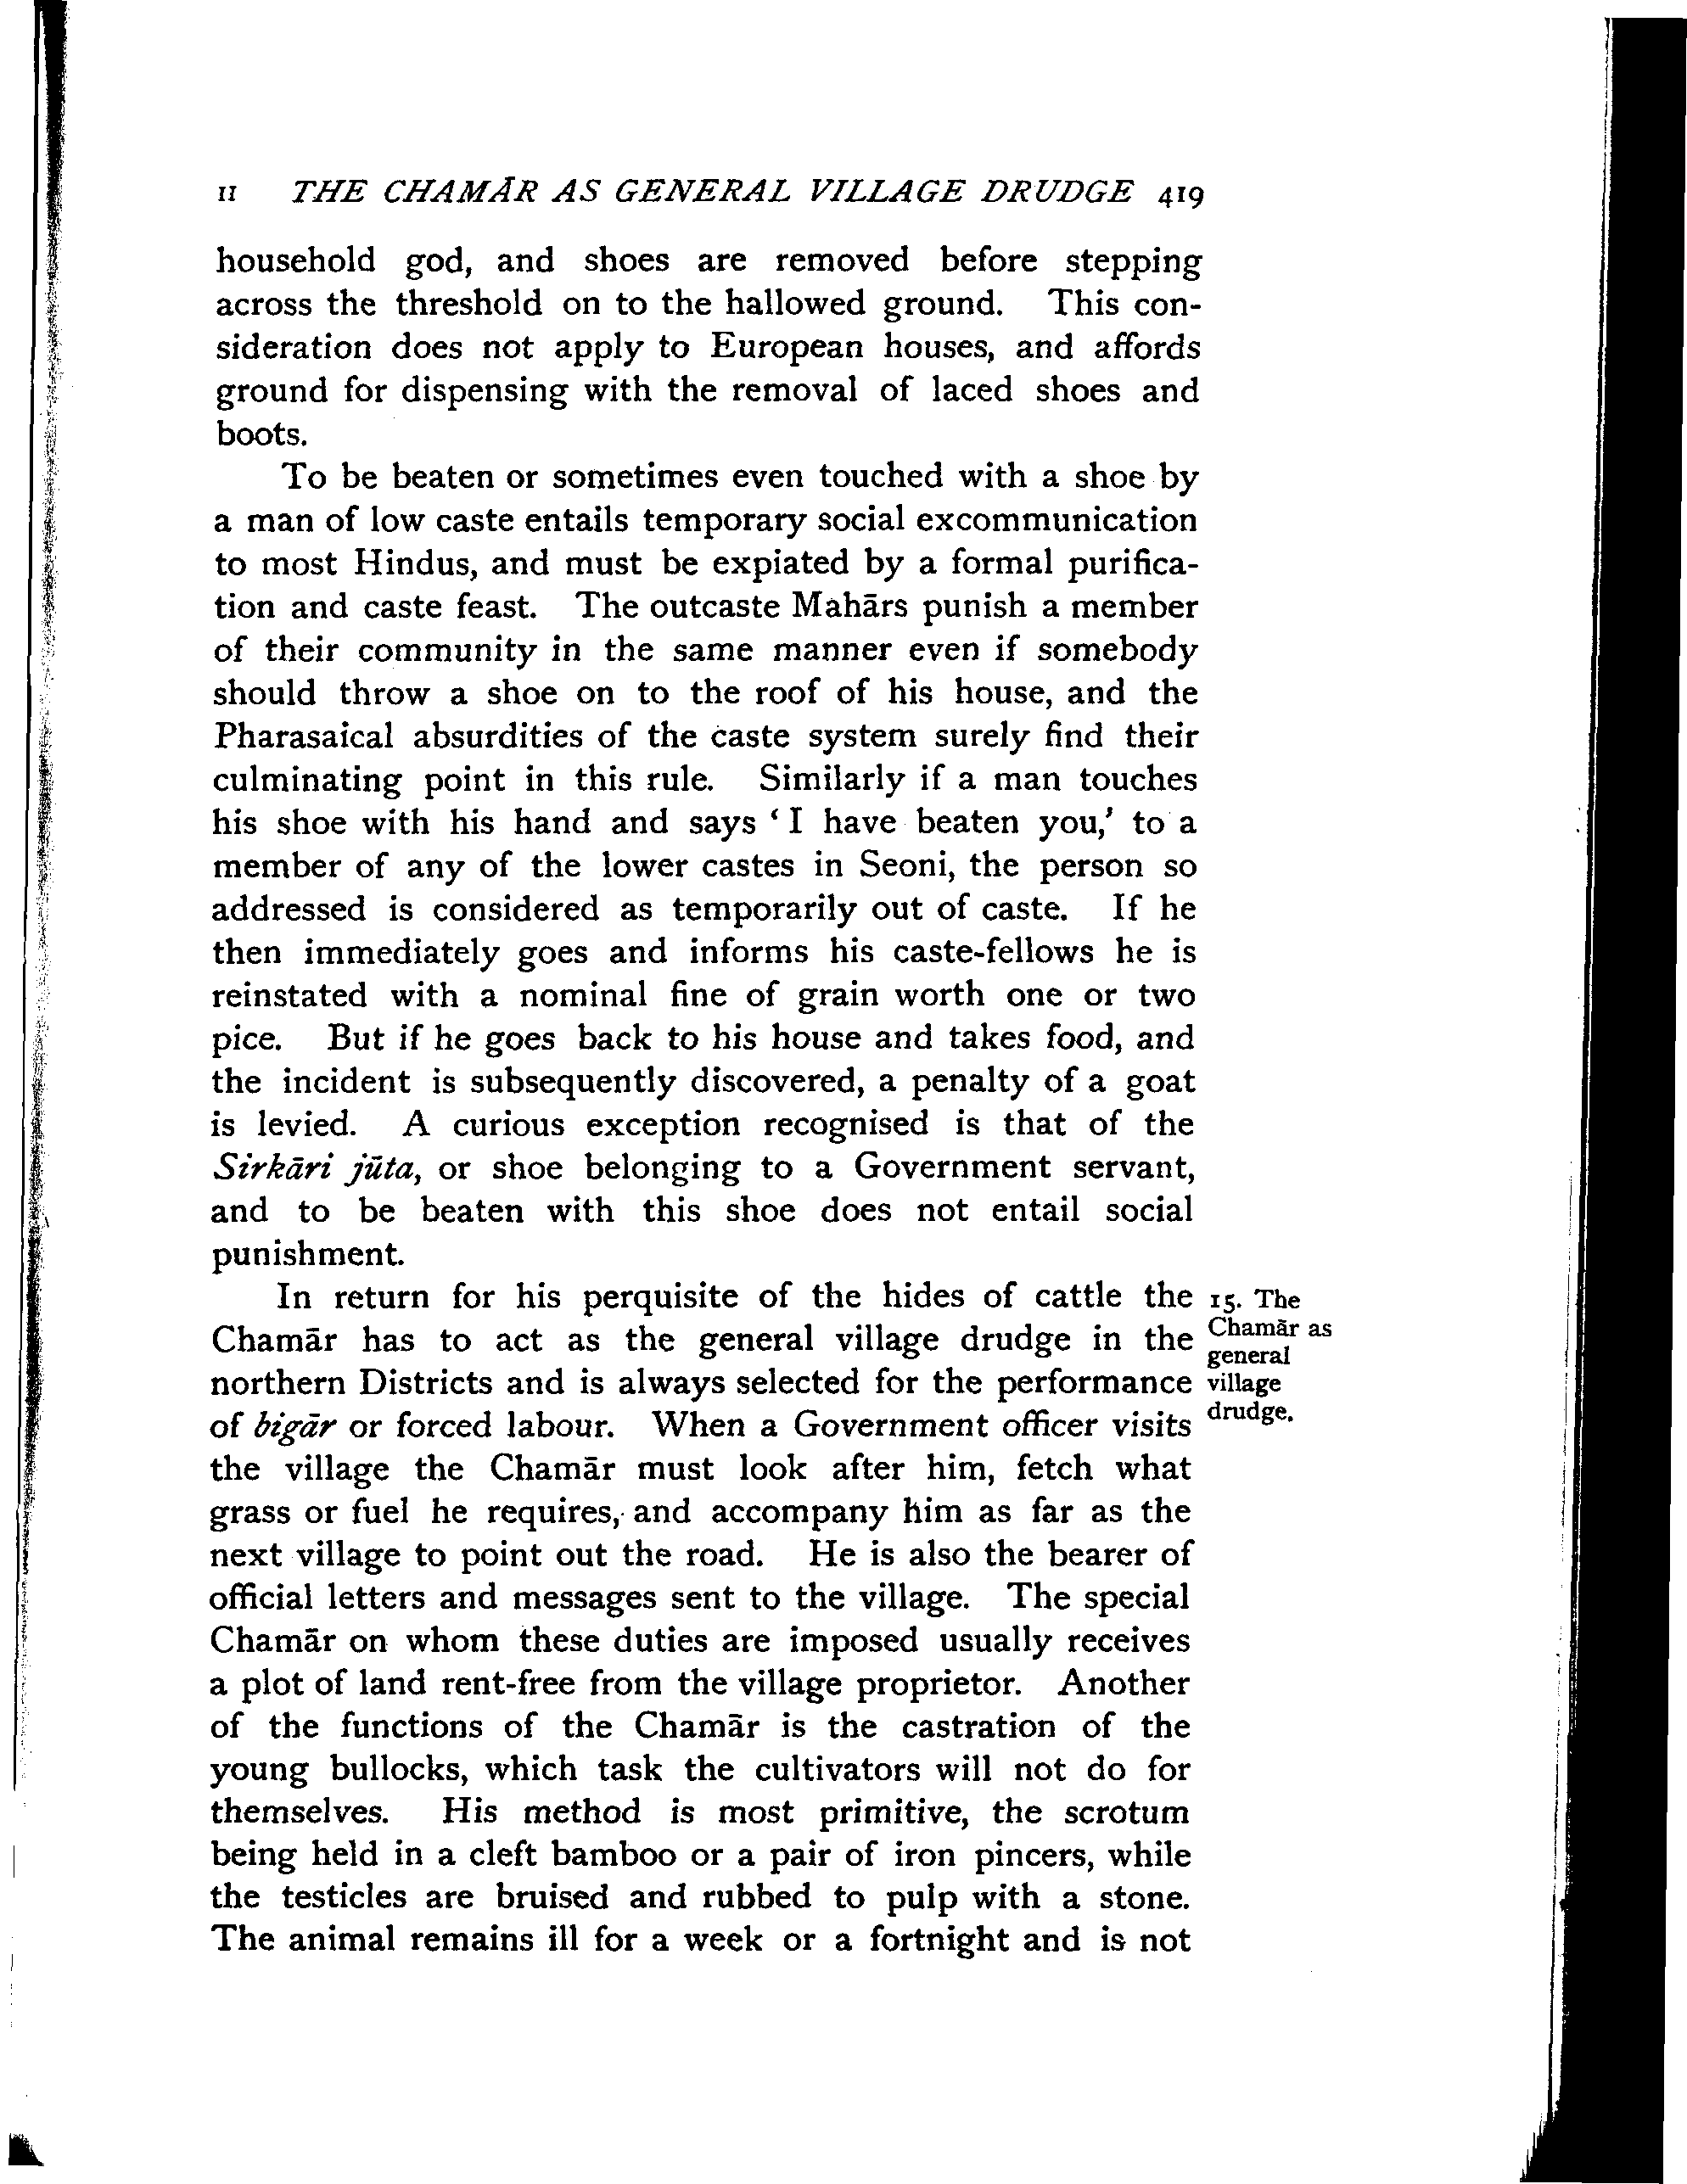 II THE CHAMĀR AS GENERAL VILLAGE DRUDGE 419
household god, and shoes are removed before stepping
across the threshold on to the hallowed ground. This con-
sideration does not apply to European houses, and affords
ground for dispensing with the removal of laced shoes and
boots.
To be beaten or sometimes even touched with a shoe by
a man of low caste entails temporary social excommunication
to most Hindus, and must be expiated by a formal purifica-
tion and caste feast. The outcaste Mahārs punish a member
of their community in the same manner even if somebody
should throw a shoe on to the roof of his house, and the
Pharasaical absurdities of the caste system surely find their
culminating point in this rule. Similarly if a man touches
his shoe with his hand and says ‘ I have beaten you,’ to a
member of any of the lower castes in Seoni, the person so
addressed is considered as temporarily out of caste. If he
then immediately goes and informs his caste-fellows he is
reinstated with a nominal fine of grain worth one or two
pice. But if he goes back to his house and takes food, and
the incident is subsequently discovered, a penalty of a goat
is levied. A curious exception recognised is that of the
Sirkāri jūta, or shoe belonging to a Government servant,
and to be beaten with this shoe does not entail social
punishment.
In return for his perquisite of the hides of cattle the
Chamār has to act as the general village drudge in the
northern Districts and is always selected for the performance
of bigār or forced labour. When a Government officer visits
the village the Chamār must look after him, fetch what
grass or fuel he requires, and accompany him as far as the
next village to point out the road. He is also the bearer of
official letters and messages sent to the village. The special
Chamār on whom these duties are imposed usually receives
a plot of land rent-free from the village proprietor. Another
of the functions of the Chamār is the castration of the
young bullocks, which task the cultivators will not do for
themselves. His method is most primitive, the scrotum
being held in a cleft bamboo or a pair of iron pincers, while
the testicles are bruised and rubbed to pulp with a stone.
The animal remains ill for a week or a fortnight and is not
15. The
Chamār as
general
village
drudge.